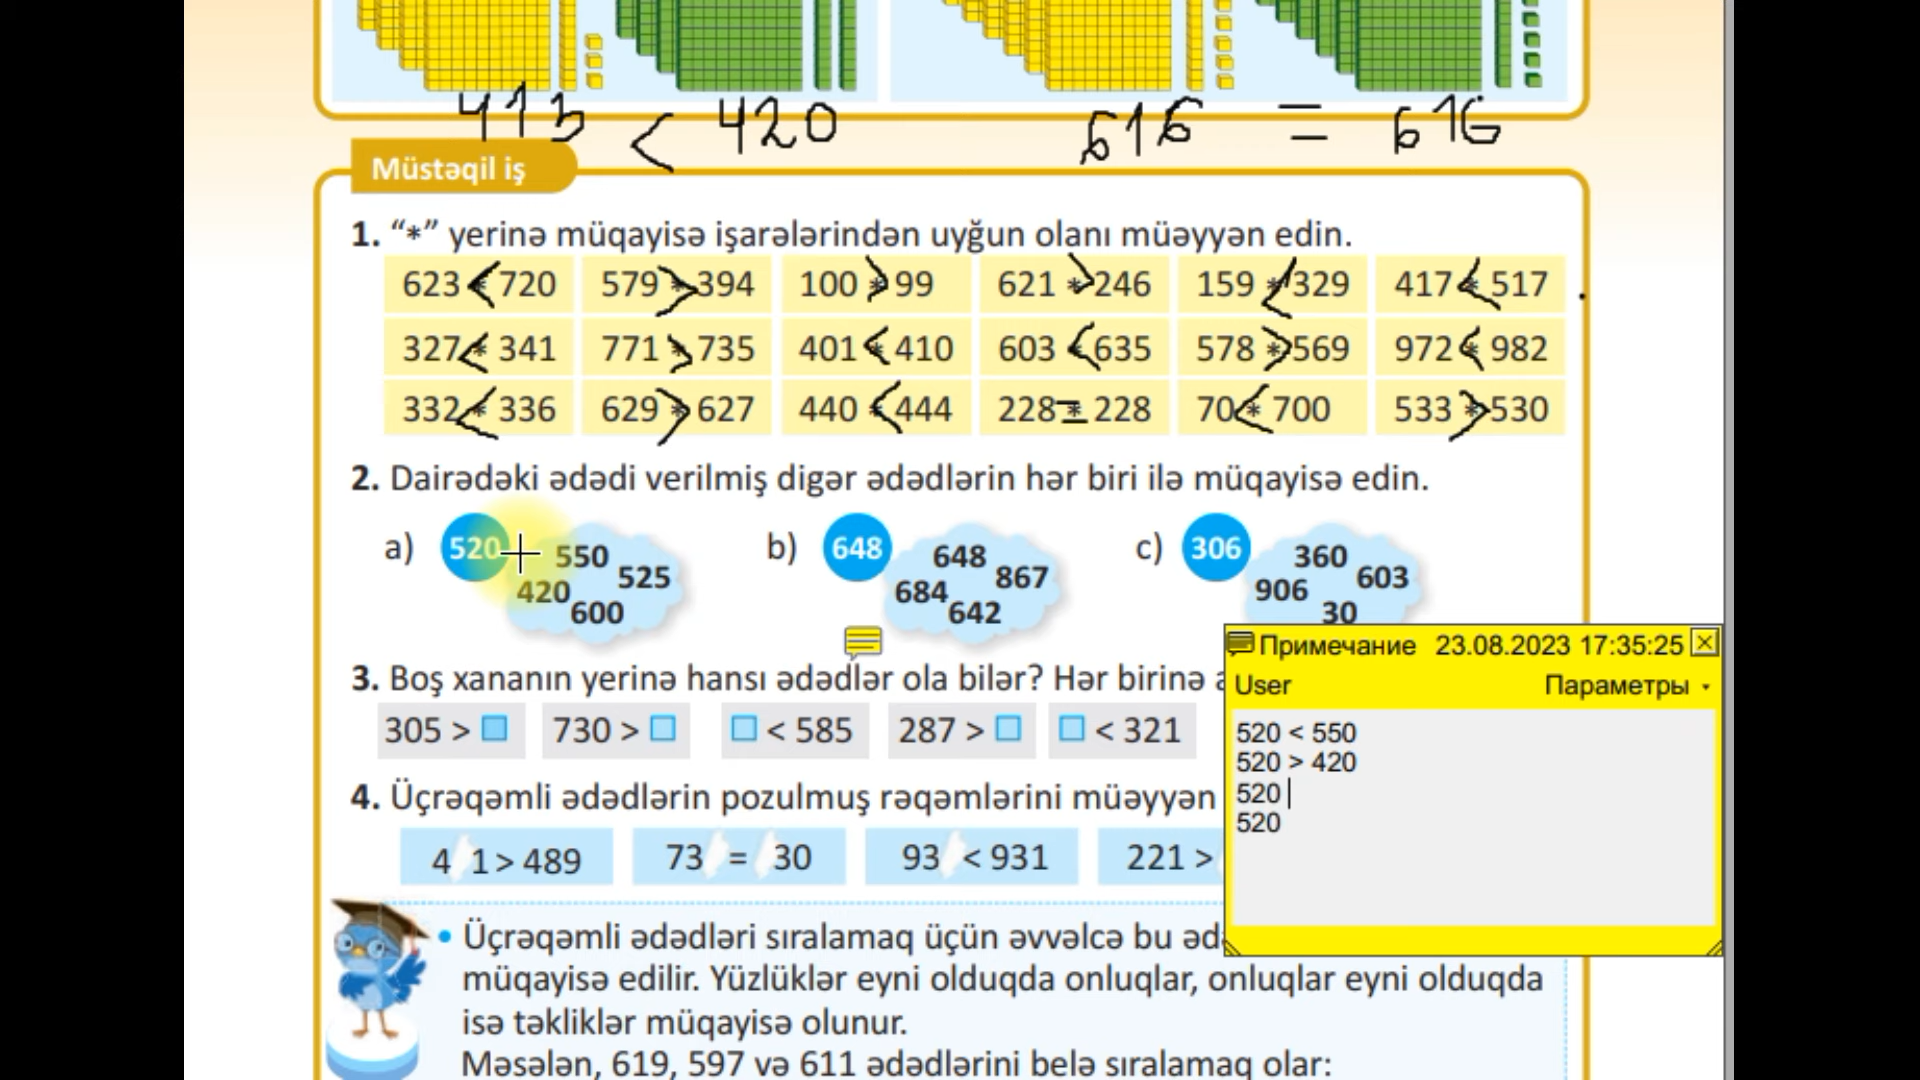 413 < 420 616 = 616
Müstəqil iş
1. “*” yerinə müqayisə işarələrindən uyğun olanı müəyyən edin.
623 < * 720 579 > * 394 100 > * 99 621 > * 246 159 < * 329 417 < * 517
327 < * 341 771 > * 735 401 < * 410 603 < * 635 578 > * 569 972 < * 982
332 < * 336 629 > * 627 440 < * 444 228 = * 228 70 < * 700 533 > * 530
2. Dairədəki ədədi verilmiş digər ədədlərin hər biri ilə müqayisə edin.
a) 520 550 525 420 600
b) 648 648 867 684 642
c) 306 360 603 906 30
3. Boş xananın yerinə hansı ədədlər ola bilər? Hər birinə
305 > □ 730 > □ □ < 585 287 > □ □ < 321
4. Üçrəqəmli ədədlərin pozulmuş rəqəmlərini müəyyən
4 1 > 489 73 = 30 93 < 931 221 >
Примечание 23.08.2023 17:35:25
User Параметры
520 < 550
520 > 420
520
520
• Üçrəqəmli ədədləri sıralamaq üçün əvvəlcə bu
müqayisə edilir. Yüzlüklər eyni olduqda onluqlar, onluqlar eyni olduqda
isə təkliklər müqayisə olunur.
Məsələn, 619, 597 və 611 ədədlərini belə sıralamaq olar: